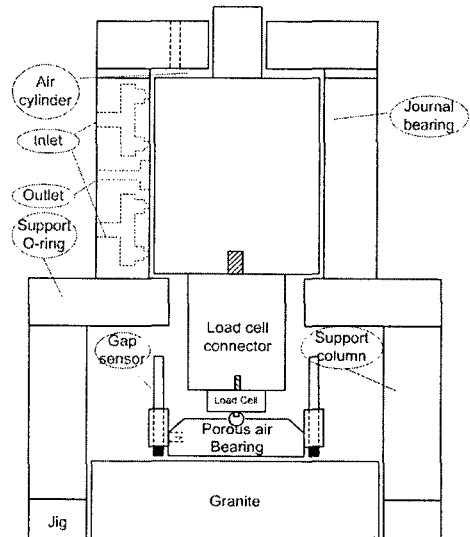 Air
cylinder
Journal
bearing
Inlet
Outlet
Support
O-ring
Gap
sensor
Load cell
connector
Support
column
Load Cell
Porous air
Bearing
Granite
Jig